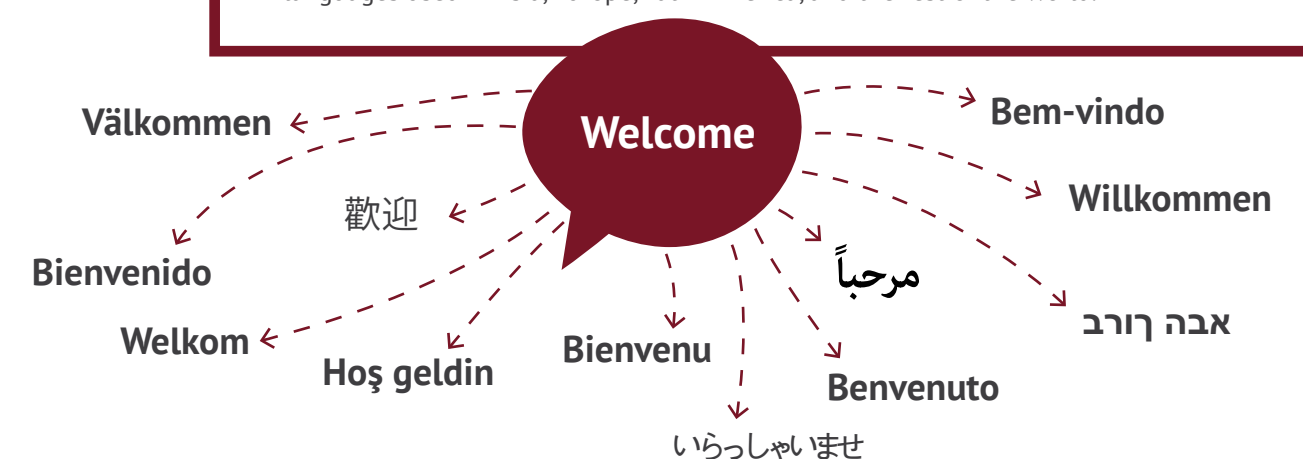 Welcome
Välkommen
Bem-vindo
Willkommen
歡迎
Bienvenido
مرحباً
אבה ךורב
Welkom
Bienvenu
Hoş geldin
Benvenuto
いらっしゃいませ